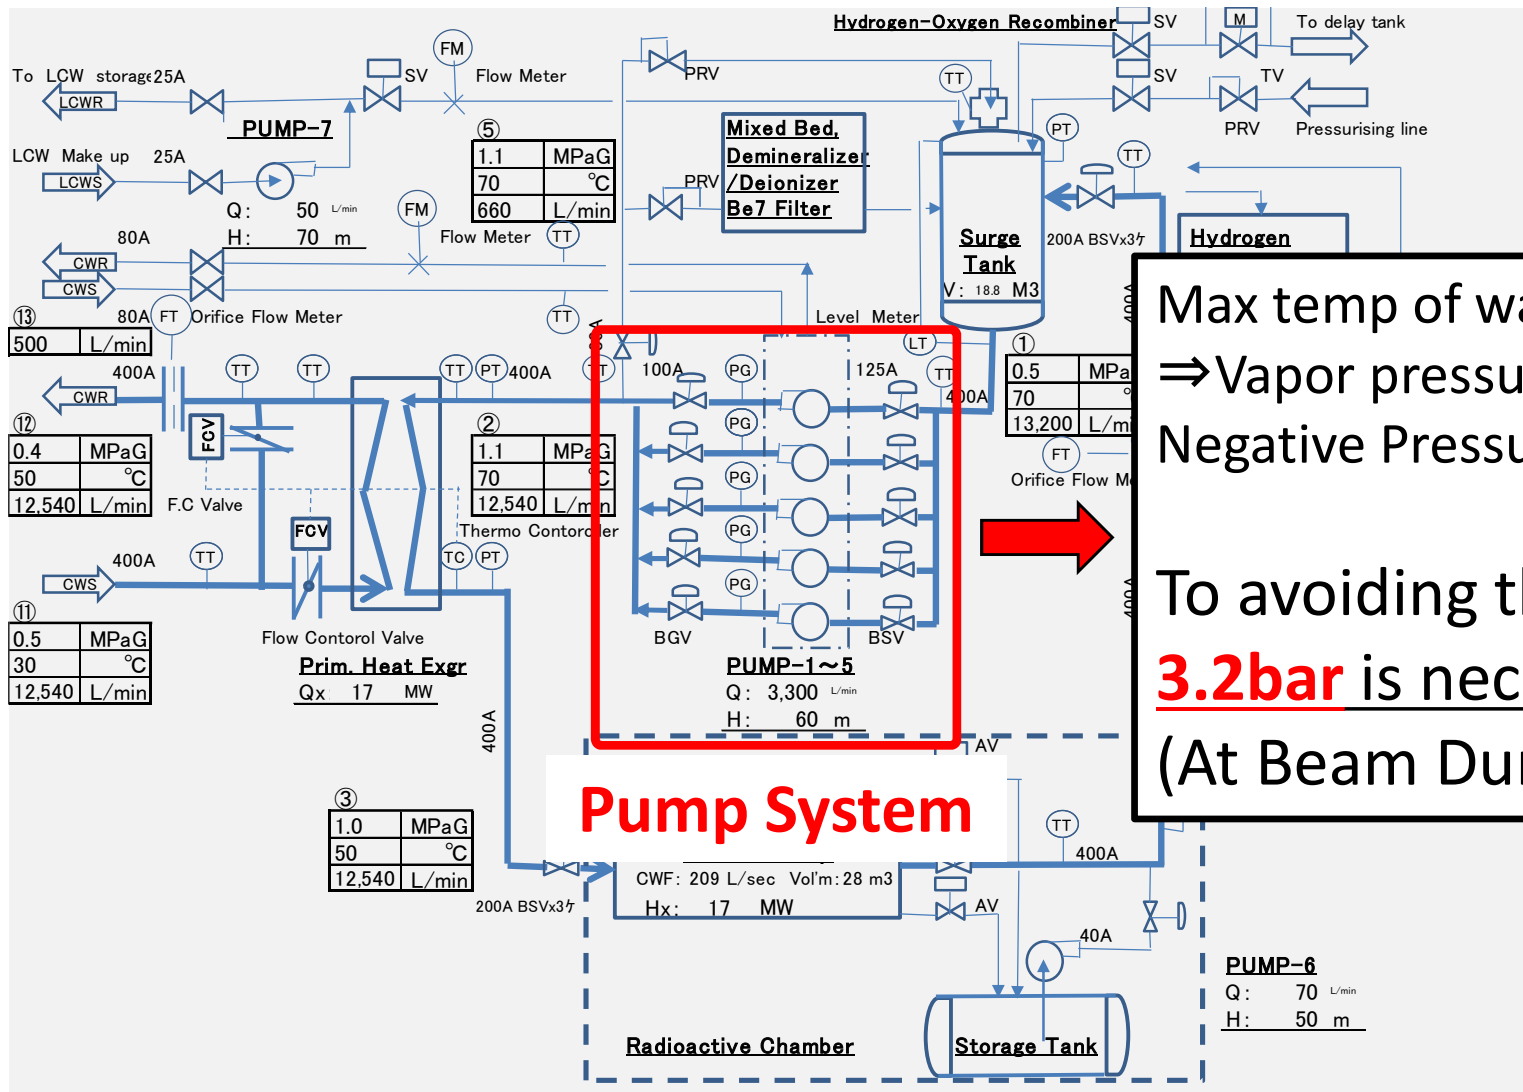 Hydrogen-Oxygen Recombiner
SV
M
To delay tank
FM
To LCW storage 25A
SV
Flow Meter
PRV
TT
SV
TV
LCWR
PUMP-7
⑤
1.1 MPaG
70 ℃
660 L/min
Mixed Bed,
Demineralizer
/Deionizer
Be7 Filter
PT
PRV
Pressurising line
TT
LCW Make up 25A
LCWS
PRV
Q: 50 L/min
H: 70 m
FM
Flow Meter
TT
80A
CWR
CWS
Surge
Tank
V: 18.8 M3
200A BSVx3ケ
Hydrogen
400A
⑬
500 L/min
80A
FT
Orifice Flow Meter
TT
Level Meter
LT
400A
CWR
TT
TT
TT
PT
400A
TT
100A
PG
125A
TT
400A
①
0.5 MPa
70
13,200 L/mi
⑫
0.4 MPaG
50 ℃
12,540 L/min
FCV
F.C Valve
②
1.1 MPaG
70 ℃
12,540 L/min
PG
PG
PG
PG
FT
Orifice Flow Me
Thermo Contoroller
FCV
400A
CWS
TT
TC
PT
400A
⑪
0.5 MPaG
30 ℃
12,540 L/min
Flow Contorol Valve
Prim. Heat Exgr
Qx: 17 MW
BGV
BSV
PUMP-1～5
Q: 3,300 L/min
H: 60 m
Max temp of wa
⇒Vapor pressu
Negative Pressu
To avoiding t
3.2bar is nec
(At Beam Du
400A
AV
Pump System
③
1.0 MPaG
50 ℃
12,540 L/min
TT
400A
CWF: 209 L/sec Vol'm: 28 m3
Hx: 17 MW
200A BSVx3ケ
AV
40A
PUMP-6
Q: 70 L/min
H: 50 m
Radioactive Chamber
Storage Tank